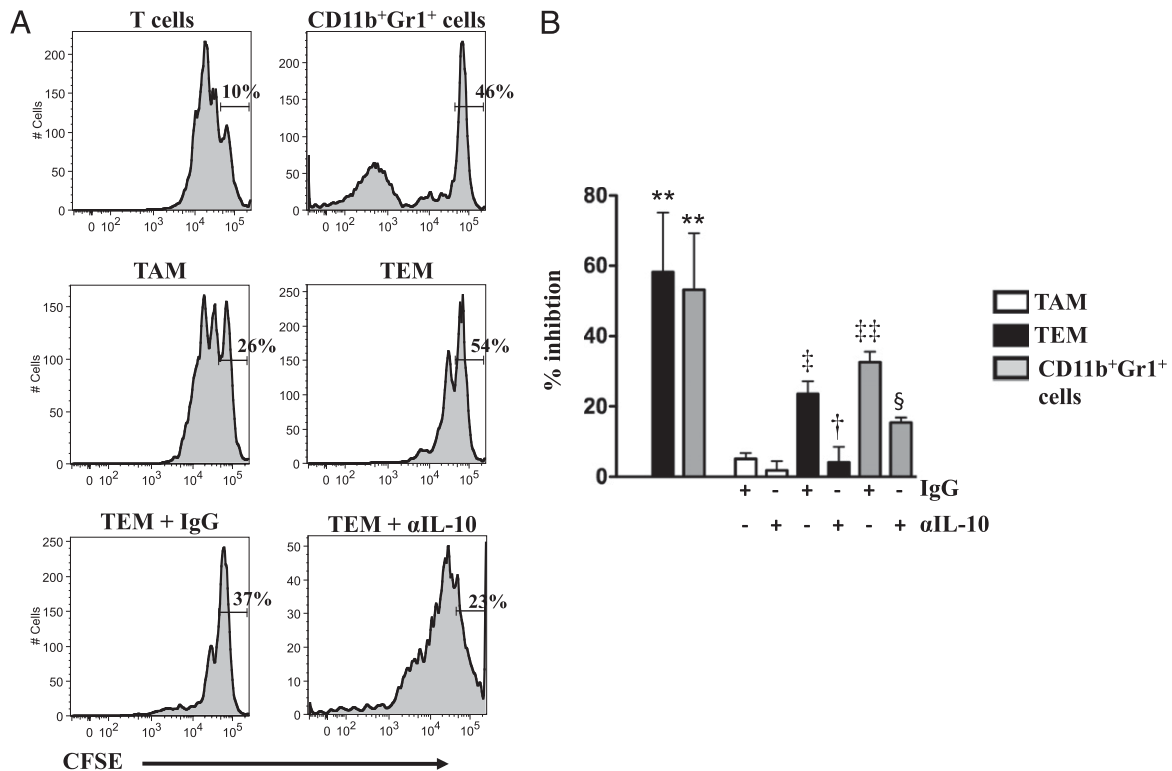 A
B
T cells
CD11b+Gr1+ cells
# Cells
200
150
100
50
0
10%
0 10² 10³ 10⁴ 10⁵
200
150
100
50
0
46%
0 10² 10³ 10⁴ 10⁵
TAM
TEM
# Cells
150
100
50
0
26%
0 10² 10³ 10⁴ 10⁵
250
200
150
100
50
0
54%
0 10² 10³ 10⁴ 10⁵
TEM + IgG
TEM + αIL-10
# Cells
250
200
150
100
50
0
37%
0 10² 10³ 10⁴ 10⁵
50
40
30
20
10
0
23%
0 10² 10³ 10⁴ 10⁵
CFSE
% inhibtion
80
60
40
20
0
** ** ‡ † ‡‡ §
+ - + - + - IgG
- + - + - + αIL-10
TAM
TEM
CD11b+Gr1+
cells